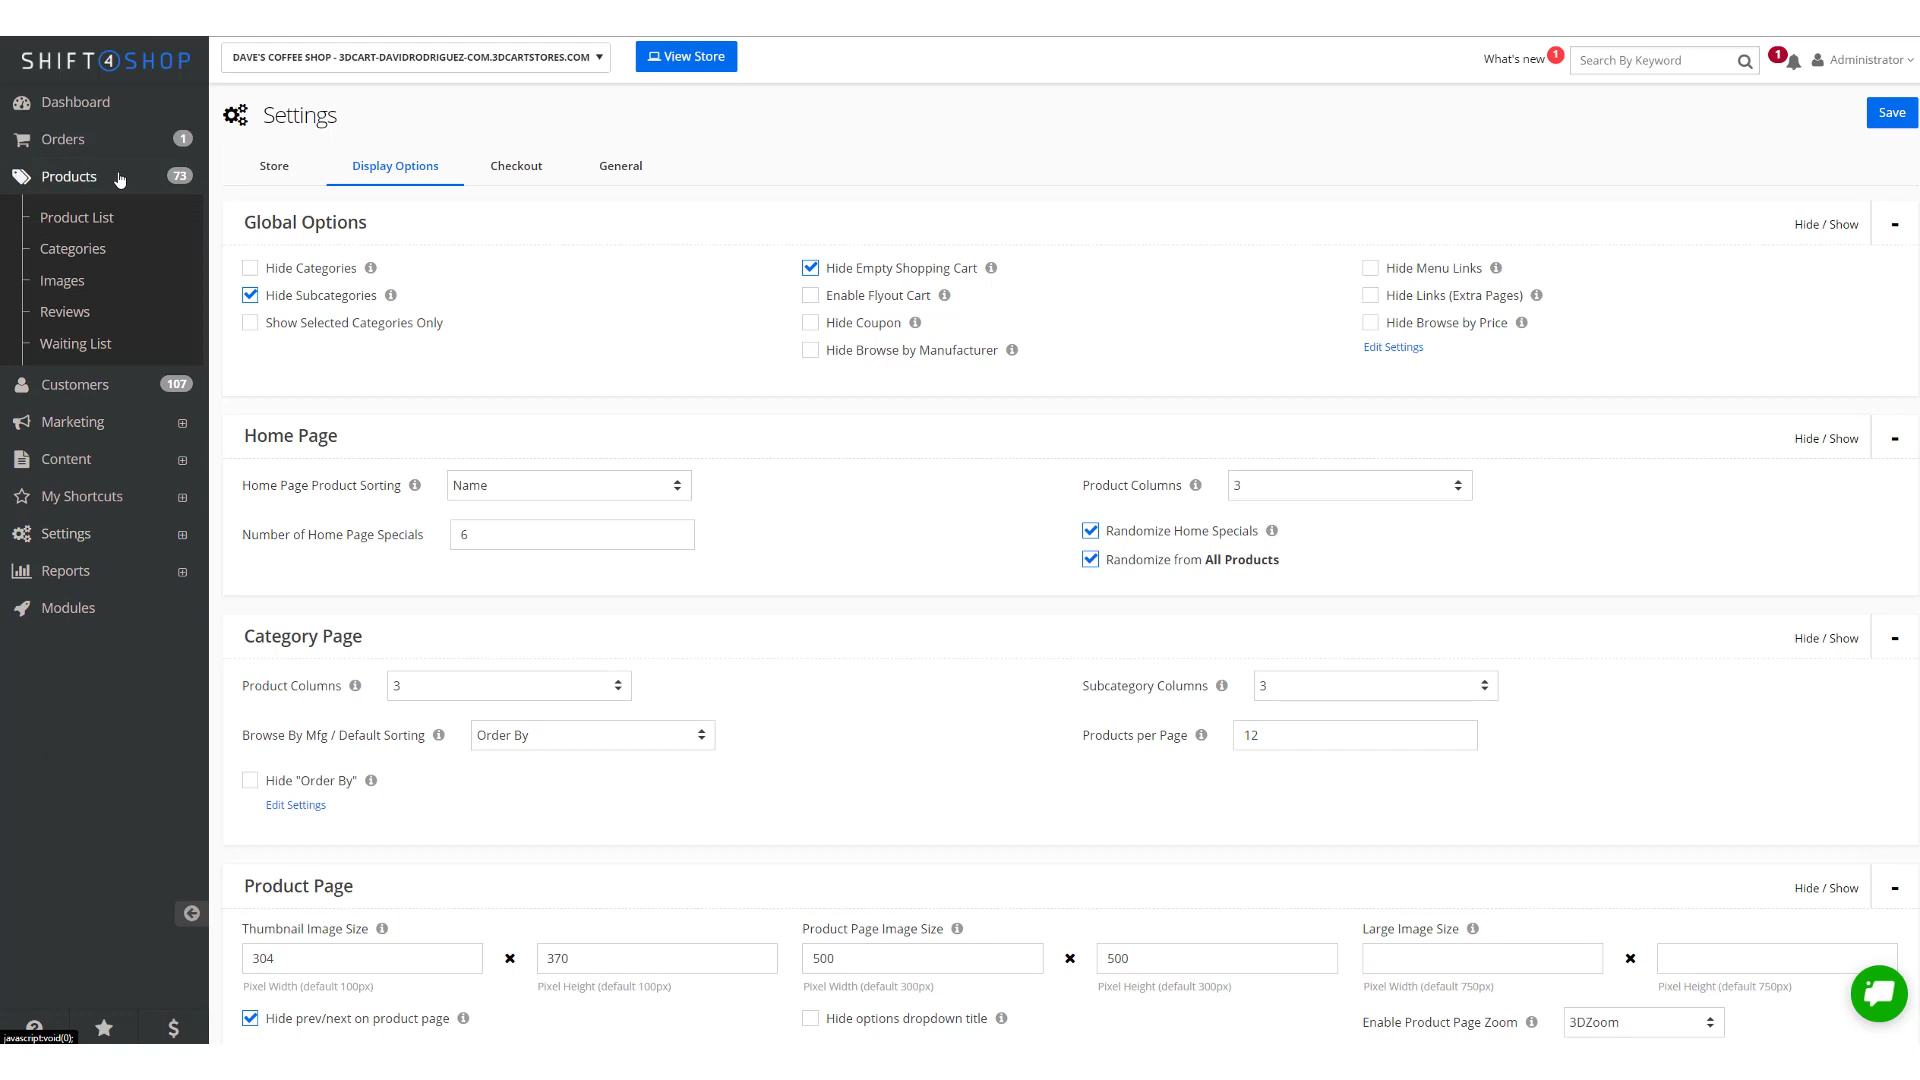 SHIFT4SHOP
DAVE'S COFFEE SHOP - 3DCART-DAVIDRODRIGUEZ-COM.3DCARTSTORES.COM
View Store
What's new 1
Search By Keyword
1
Administrator
Dashboard
Orders 1
Products 73
Product List
Categories
Images
Reviews
Waiting List
Customers 107
Marketing
Content
My Shortcuts
Settings
Reports
Modules
javascript:void(0);
Settings
Save
Store Display Options Checkout General
Global Options Hide / Show
Hide Categories Hide Empty Shopping Cart Hide Menu Links
Hide Subcategories Enable Flyout Cart Hide Links (Extra Pages)
Show Selected Categories Only Hide Coupon Hide Browse by Price
Hide Browse by Manufacturer Edit Settings
Home Page Hide / Show
Home Page Product Sorting Name Product Columns 3
Number of Home Page Specials 6 Randomize Home Specials
Randomize from All Products
Category Page Hide / Show
Product Columns 3 Subcategory Columns 3
Browse By Mfg / Default Sorting Order By Products per Page 12
Hide "Order By"
Edit Settings
Product Page Hide / Show
Thumbnail Image Size Product Page Image Size Large Image Size
304 370 500 500
Pixel Width (default 100px) Pixel Height (default 100px) Pixel Width (default 300px) Pixel Height (default 300px) Pixel Width (default 750px) Pixel Height (default 750px)
Hide prev/next on product page Hide options dropdown title Enable Product Page Zoom 3DZoom